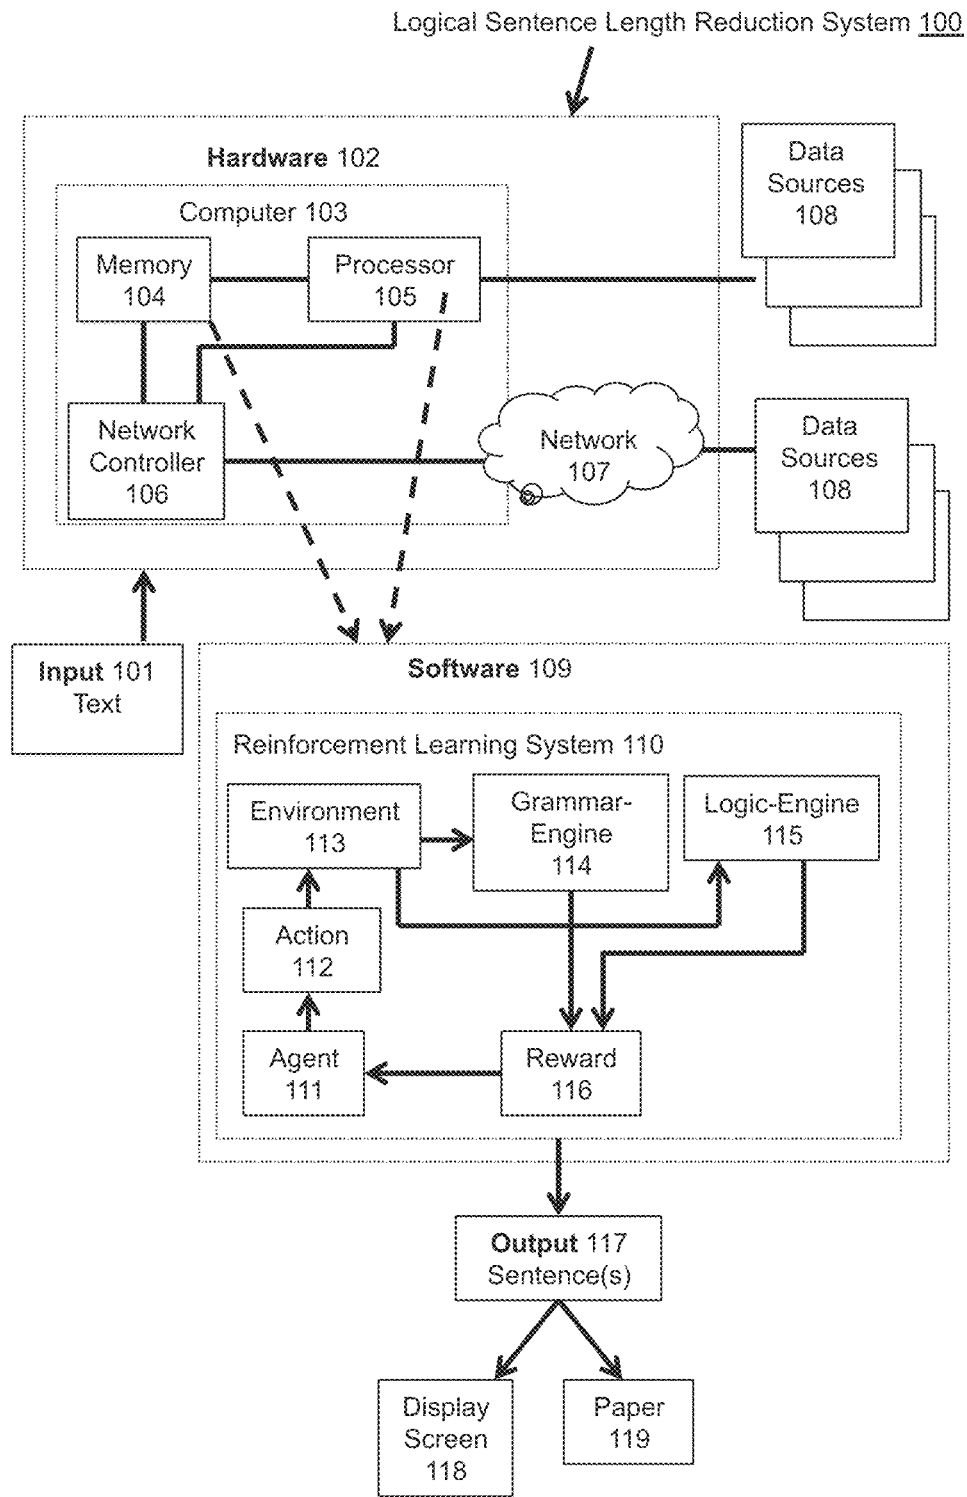 Logical Sentence Length Reduction System 100
Hardware 102
Data
Sources
108
Computer 103
Memory
104
Processor
105
Network
Controller
106
Network
107
Data
Sources
108
Input 101
Text
Software 109
Reinforcement Learning System 110
Environment
113
Grammar-
Engine
114
Logic-Engine
115
Action
112
Agent
111
Reward
116
Output 117
Sentence(s)
Display
Screen
118
Paper
119